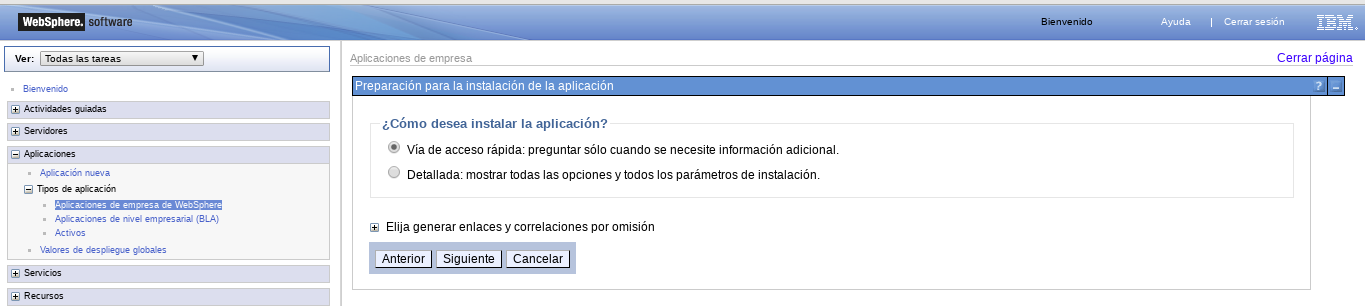 WebSphere. software
Bienvenido
Ayuda | Cerrar sesión
IBM.
Ver: Todas las tareas
Bienvenido
Actividades guiadas
Servidores
Aplicaciones
Aplicación nueva
Tipos de aplicación
Aplicaciones de empresa de WebSphere
Aplicaciones de nivel empresarial (BLA)
Activos
Valores de despliegue globales
Servicios
Recursos
Aplicaciones de empresa
Cerrar página
Preparación para la instalación de la aplicación
?
¿Cómo desea instalar la aplicación?
Vía de acceso rápida: preguntar sólo cuando se necesite información adicional.
Detallada: mostrar todas las opciones y todos los parámetros de instalación.
Elija generar enlaces y correlaciones por omisión
Anterior Siguiente Cancelar